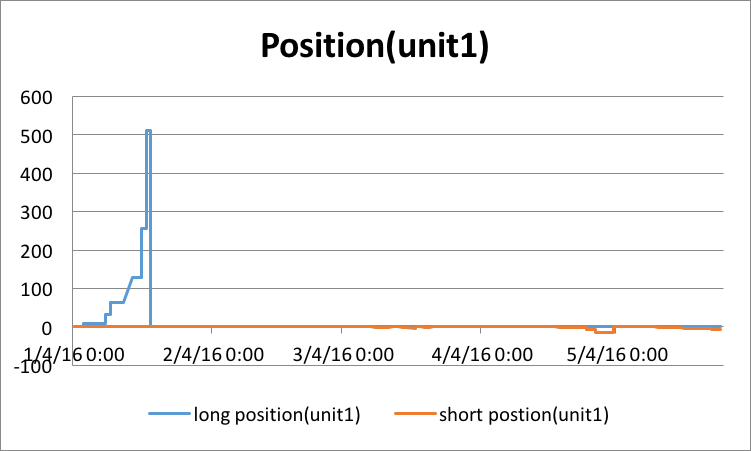 Position(unit1)
600
500
400
300
200
100
0
-100
1/4/16 0:00 2/4/16 0:00 3/4/16 0:00 4/4/16 0:00 5/4/16 0:00
long position(unit1) short postion(unit1)